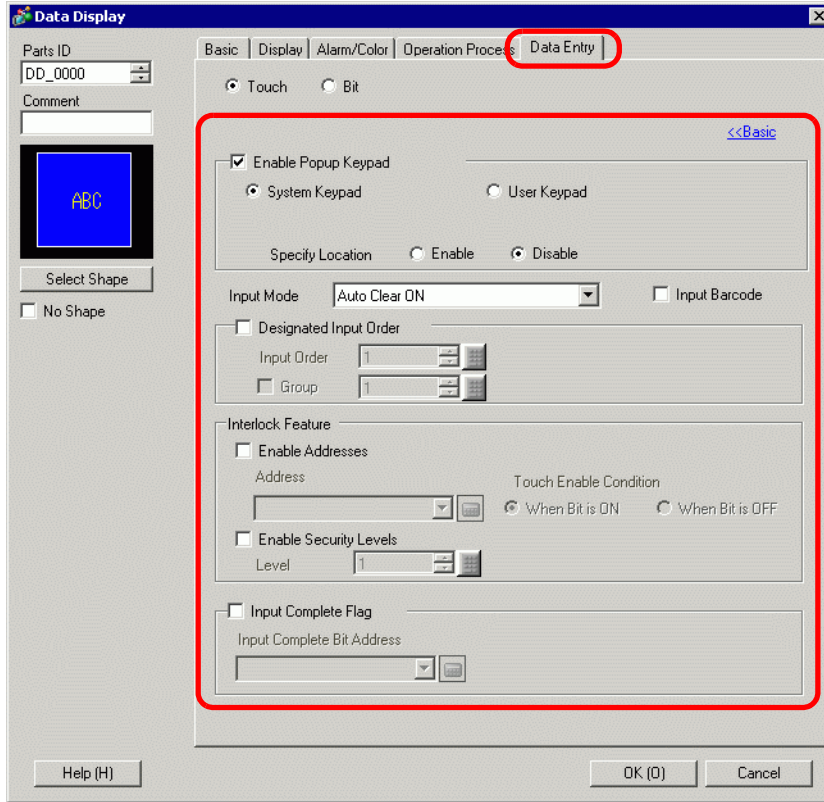 Data Display
Parts ID
DD_0000
Comment
ABC
Select Shape
No Shape
Basic Display Alarm/Color Operation Process Data Entry
Touch Bit
<<Basic
Enable Popup Keypad
System Keypad User Keypad
Specify Location Enable Disable
Input Mode Auto Clear ON Input Barcode
Designated Input Order
Input Order 1
Group 1
Interlock Feature
Enable Addresses
Address Touch Enable Condition
When Bit is ON When Bit is OFF
Enable Security Levels
Level 1
Input Complete Flag
Input Complete Bit Address
Help (H) OK (O) Cancel